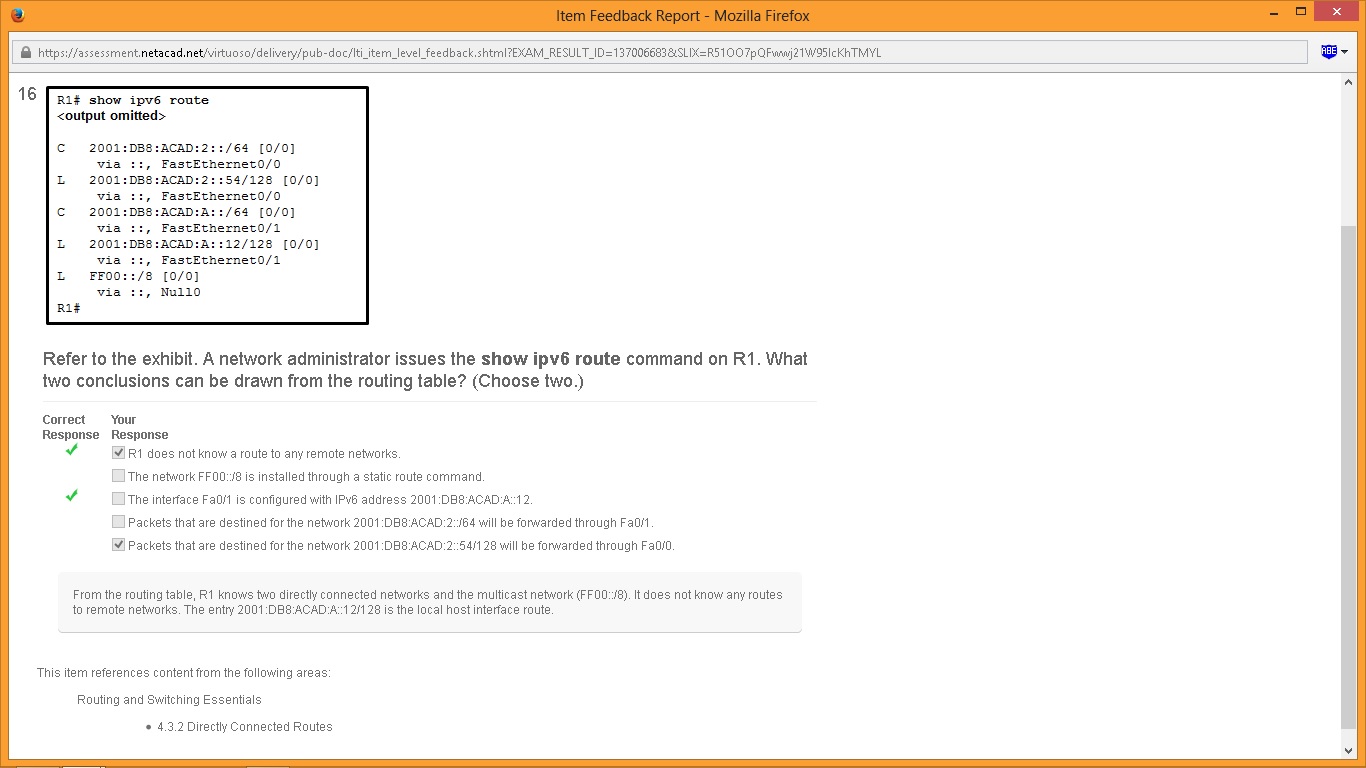 Item Feedback Report - Mozilla Firefox
https://assessment.netacad.net/virtuoso/delivery/pub-doc/lti_item_level_feedback.shtml?EXAM_RESULT_ID=137006683&SLIX=R51OO7pQFwwj21W95IcKhTMYL
ABE
16
R1# show ipv6 route
<output omitted>
C 2001:DB8:ACAD:2::/64 [0/0]
via ::, FastEthernet0/0
L 2001:DB8:ACAD:2::54/128 [0/0]
via ::, FastEthernet0/0
C 2001:DB8:ACAD:A::/64 [0/0]
via ::, FastEthernet0/1
L 2001:DB8:ACAD:A::12/128 [0/0]
via ::, FastEthernet0/1
L FF00::/8 [0/0]
via ::, Null0
R1#
Refer to the exhibit. A network administrator issues the show ipv6 route command on R1. What
two conclusions can be drawn from the routing table? (Choose two.)
Correct Your
Response Response
R1 does not know a route to any remote networks.
The network FF00::/8 is installed through a static route command.
The interface Fa0/1 is configured with IPv6 address 2001:DB8:ACAD:A::12.
Packets that are destined for the network 2001:DB8:ACAD:2::/64 will be forwarded through Fa0/1.
Packets that are destined for the network 2001:DB8:ACAD:2::54/128 will be forwarded through Fa0/0.
From the routing table, R1 knows two directly connected networks and the multicast network (FF00::/8). It does not know any routes
to remote networks. The entry 2001:DB8:ACAD:A::12/128 is the local host interface route.
This item references content from the following areas:
Routing and Switching Essentials
• 4.3.2 Directly Connected Routes